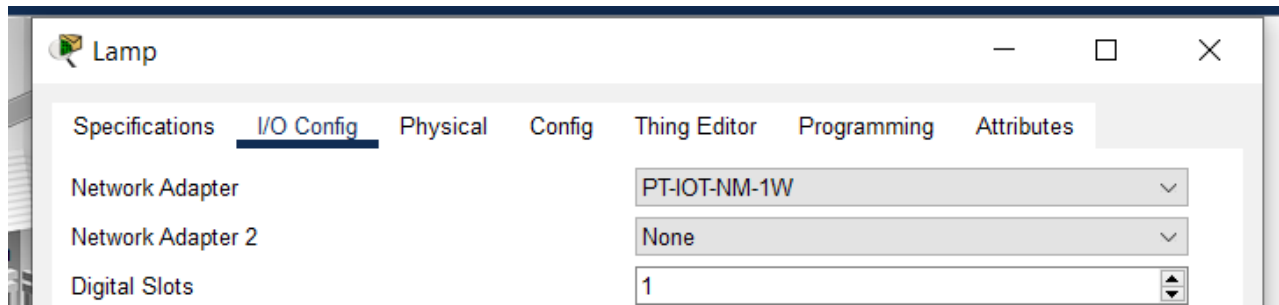 Lamp
Specifications I/O Config Physical Config Thing Editor Programming Attributes
Network Adapter PT-IOT-NM-1W
Network Adapter 2 None
Digital Slots 1